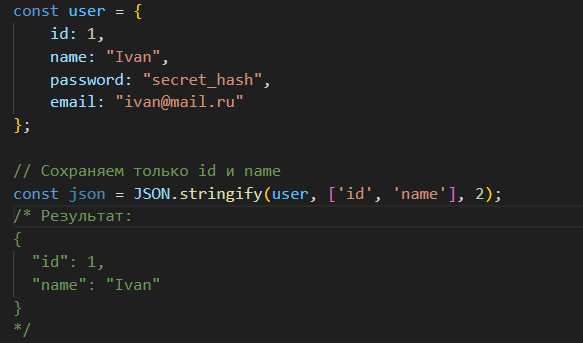 const user = {
    id: 1,
    name: "Ivan",
    password: "secret_hash",
    email: "ivan@mail.ru"
};

// Сохраняем только id и name
const json = JSON.stringify(user, ['id', 'name'], 2);
/* Результат:
{
  "id": 1,
  "name": "Ivan"
}
*/